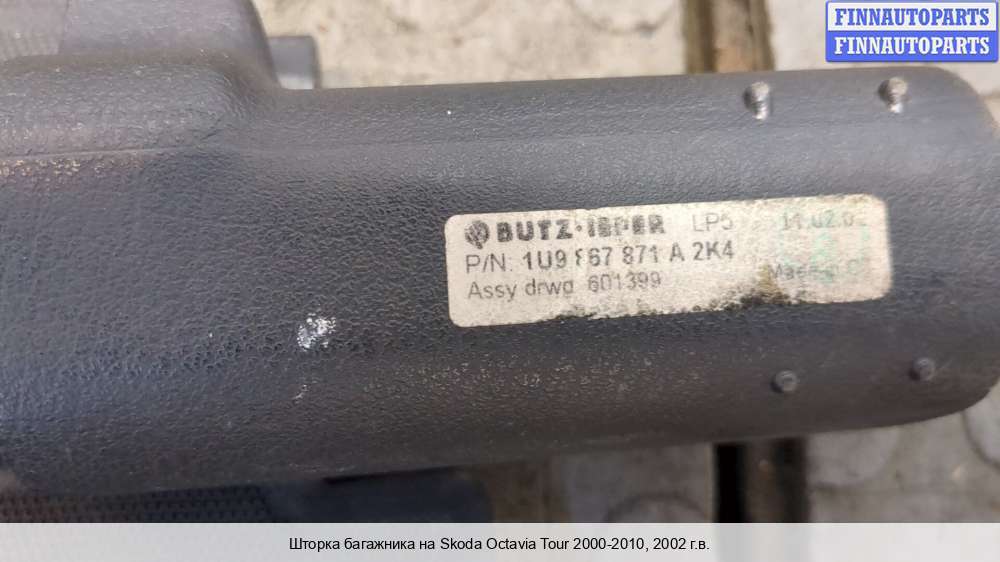 FINNAUTOPARTS
FINNAUTOPARTS
BUTZ-IEPER LP5
P/N: 1U9 867 871 A 2K4
Assy drwg 601399
Шторка багажника на Skoda Octavia Tour 2000-2010, 2002 г.в.